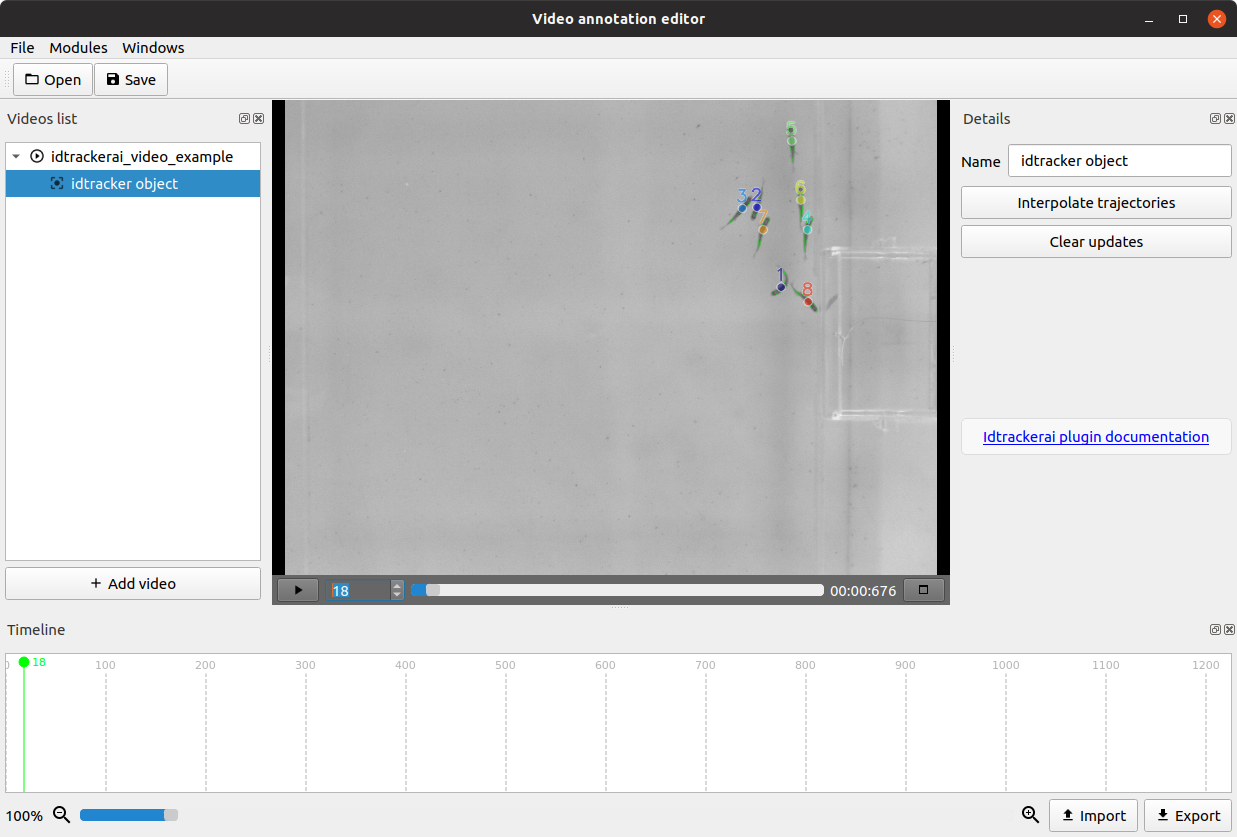 Video annotation editor
File Modules Windows
Open Save
Videos list
Details
idtrackerai_video_example
idtracker object
Name idtracker object
Interpolate trajectories
Clear updates
Idtrackerai plugin documentation
5
6
3 2
7 4
1
8
+ Add video
18 00:00:676
Timeline
18 100 200 300 400 500 600 700 800 900 1000 1100 1200
100% Import Export